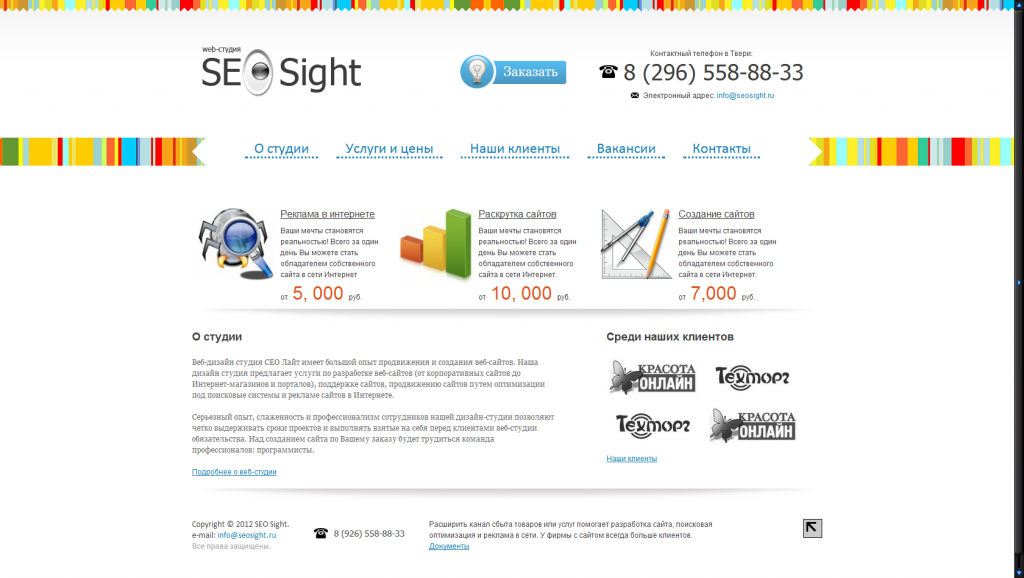 web-студия
SEO Sight
Заказать
Контактный телефон в Твери:
8 (296) 558-88-33
Электронный адрес: info@seosight.ru
О студии
Услуги и цены
Наши клиенты
Вакансии
Контакты
Реклама в интернете
Ваши мечты становятся
реальностью! Всего за один
день Вы можете стать
обладателем собственного
сайта в сети Интернет
от 5, 000 руб.
Раскрутка сайтов
Ваши мечты становятся
реальностью! Всего за один
день Вы можете стать
обладателем собственного
сайта в сети Интернет.
от 10, 000 руб.
Создание сайтов
Ваши мечты становятся
реальностью! Всего за один
день Вы можете стать
обладателем собственного
сайта в сети Интернет
от 7,000 руб.
О студии
Веб-дизайн студия СЕО Лайт имеет большой опыт продвижения и создания веб-сайтов. Наша
дизайн студия предлагает услуги по разработке веб-сайтов (от корпоративных сайтов до
Интернет-магазинов и порталов), поддержке сайтов, продвижению сайтов путем оптимизации
под поисковые системы и рекламе сайтов в Интернете.
Серьезный опыт, слаженность и профессионализм сотрудников нашей дизайн-студии позволяют
четко выдерживать сроки проектов и выполнять взятые на себя перед клиентами веб-студии
обязательства. Над созданием сайта по Вашему заказу будет трудиться команда
профессионалов: программисты.
Подробнее о веб-студии
Среди наших клиентов
КРАСОТА
ОНЛАЙН
Техторг
Техторг
КРАСОТА
ОНЛАЙН
Наши клиенты
Copyright © 2012 SEO Sight.
e-mail: info@seosight.ru
Все права защищены.
8 (926) 558-88-33
Расширить канал сбыта товаров или услуг помогает разработка сайта, поисковая
оптимизация и реклама в сети. У фирмы с сайтом всегда больше клиентов.
Документы